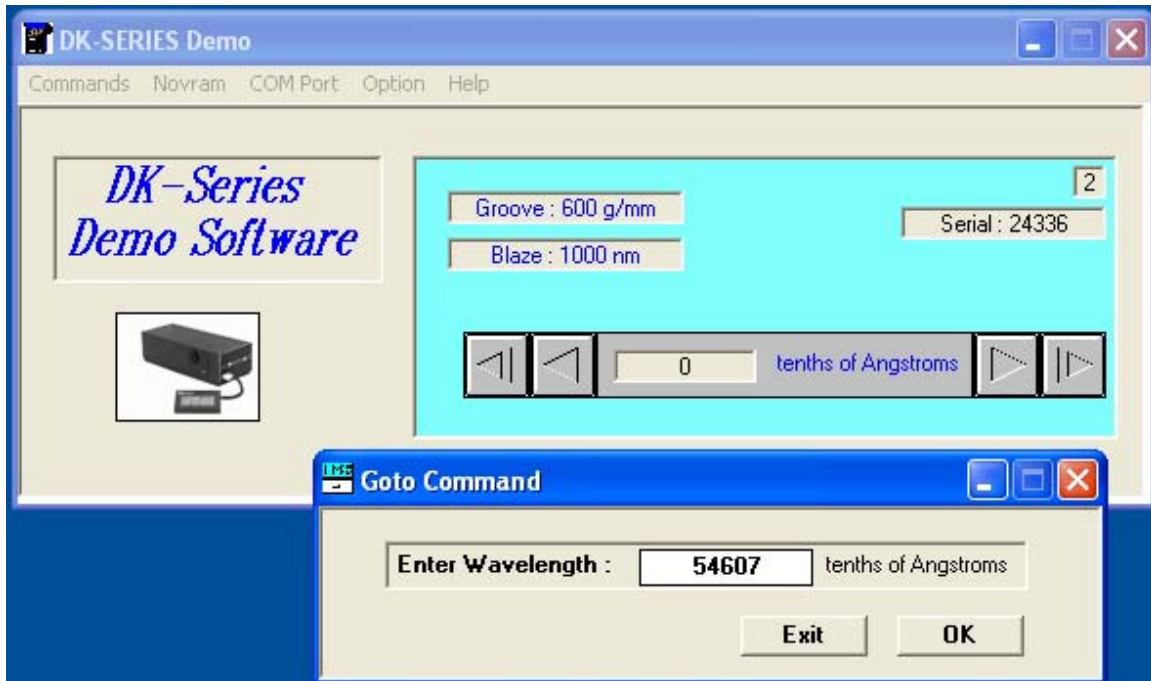 DK-SERIES Demo
Commands Novram COM Port Option Help
DK-Series
Demo Software
2
Groove : 600 g/mm
Serial : 24336
Blaze : 1000 nm
0 tenths of Angstroms
Goto Command
Enter Wavelength : 54607 tenths of Angstroms
Exit OK